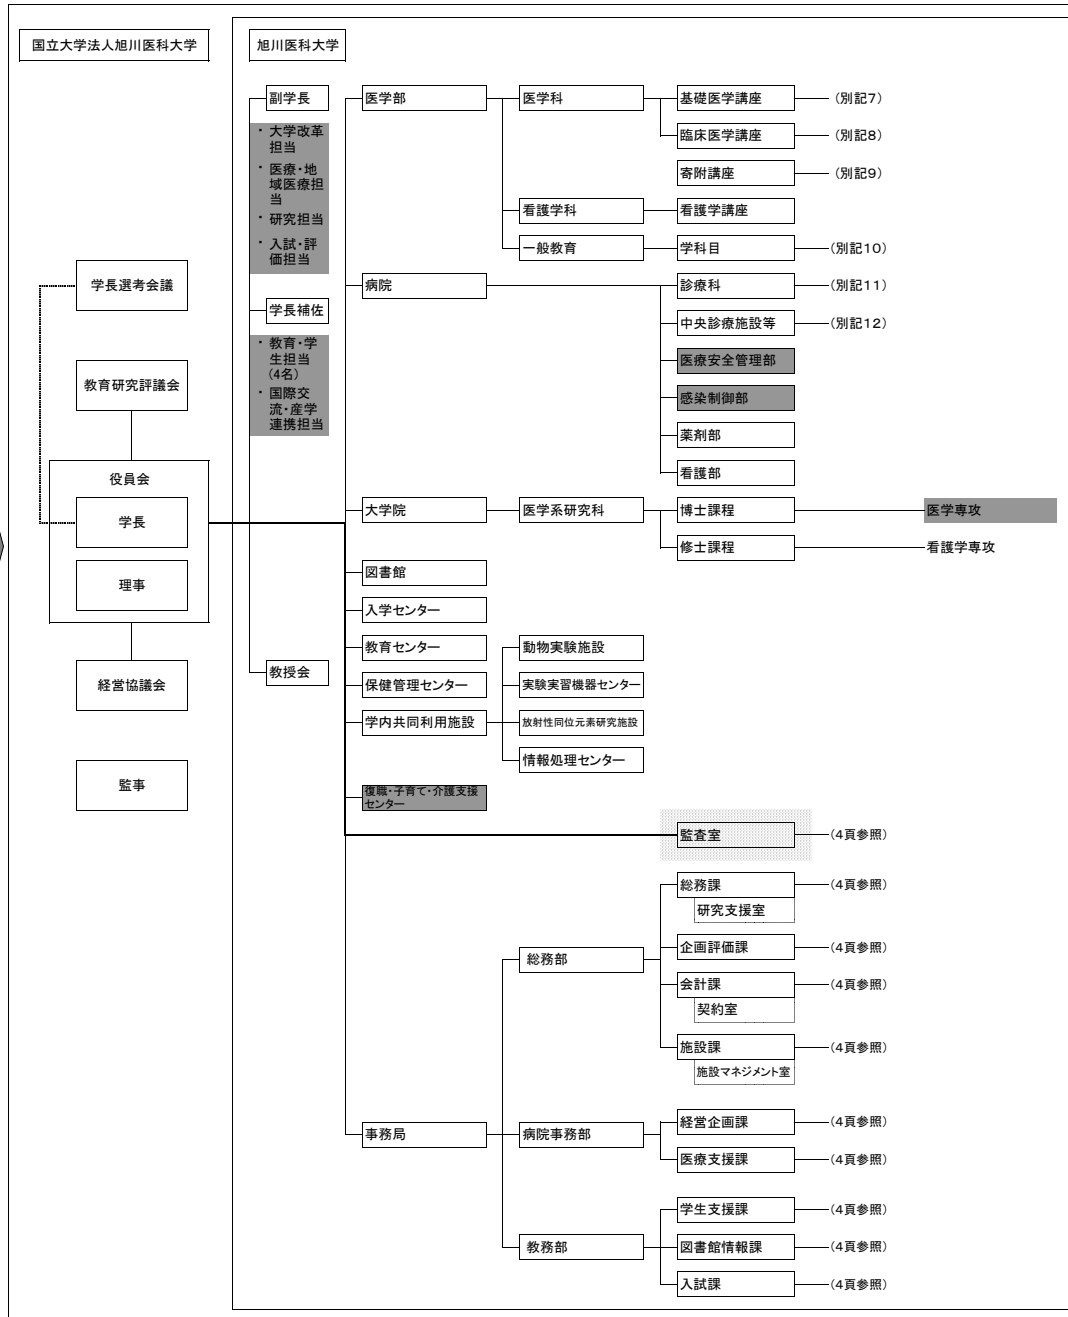 国立大学法人旭川医科大学
学長選考会議
教育研究評議会
役員会
学長
理事
経営協議会
監事
旭川医科大学
副学長
・大学改革
担当
・医療・地
域医療担
当
・研究担当
・入試・評
価担当
学長補佐
・教育・学
生担当
(4名)
・国際交
流・産学
連携担当
教授会
医学部
医学科
基礎医学講座
(別記7)
臨床医学講座
(別記8)
寄附講座
(別記9)
看護学科
看護学講座
一般教育
学科目
(別記10)
病院
診療科
(別記11)
中央診療施設等
(別記12)
医療安全管理部
感染制御部
薬剤部
看護部
大学院
医学系研究科
博士課程
医学専攻
修士課程
看護学専攻
図書館
入学センター
教育センター
保健管理センター
学内共同利用施設
動物実験施設
実験実習機器センター
放射性同位元素研究施設
情報処理センター
復職・子育て・介護支援
センター
監査室
(4頁参照)
事務局
総務部
総務課
(4頁参照)
研究支援室
企画評価課
(4頁参照)
会計課
(4頁参照)
契約室
施設課
(4頁参照)
施設マネジメント室
病院事務部
経営企画課
(4頁参照)
医療支援課
(4頁参照)
教務部
学生支援課
(4頁参照)
図書館情報課
(4頁参照)
入試課
(4頁参照)